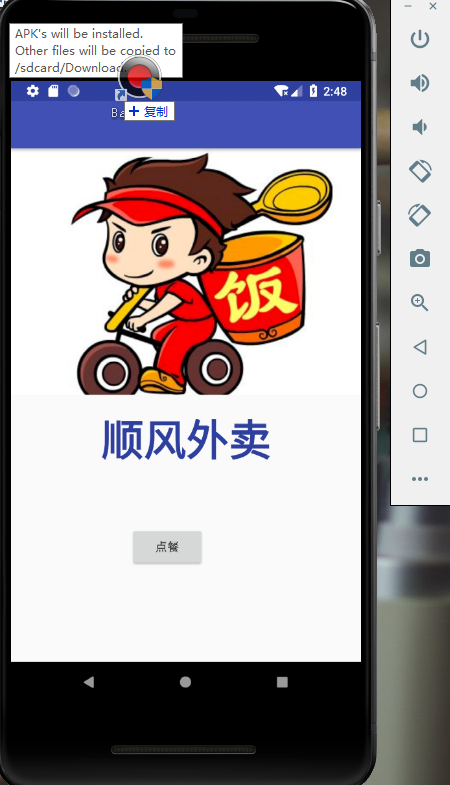 APK's will be installed.
Other files will be copied to
/sdcard/Download
2:48
Ba
复制
饭
顺风外卖
点餐